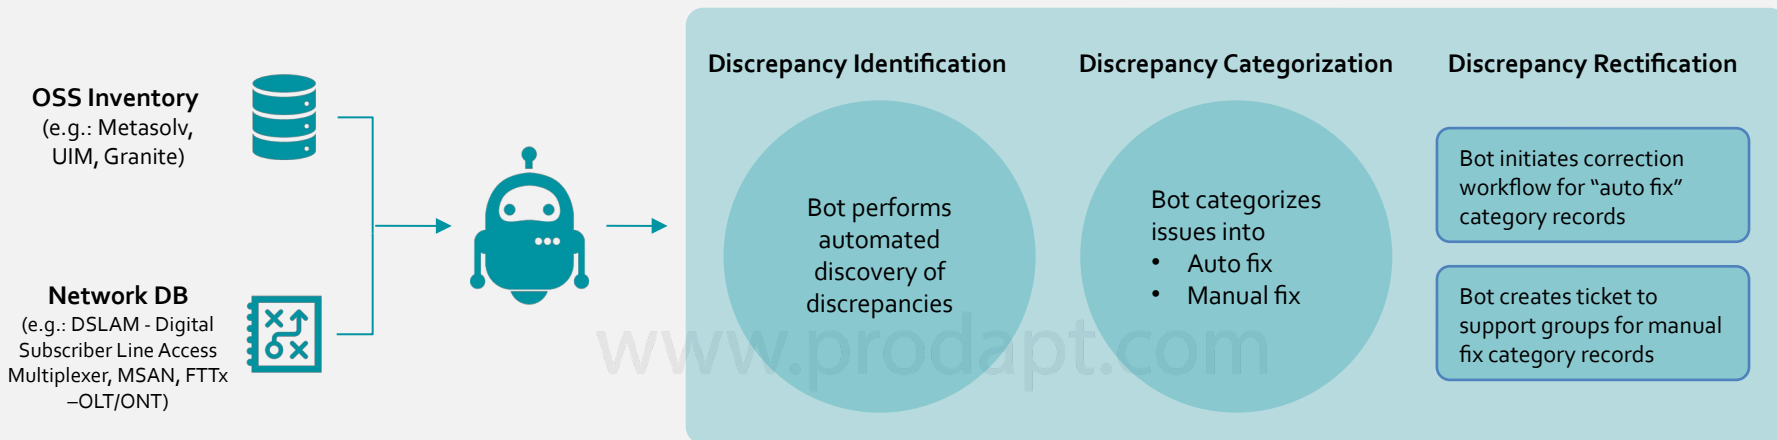 OSS Inventory
(e.g.: Metasolv,
UIM, Granite)
Network DB
(e.g.: DSLAM - Digital
Subscriber Line Access
Multiplexer, MSAN, FTTx
–OLT/ONT)
Discrepancy Identification
Bot performs
automated
discovery of
discrepancies
Discrepancy Categorization
Bot categorizes
issues into
• Auto fix
• Manual fix
Discrepancy Rectification
Bot initiates correction
workflow for “auto fix”
category records
Bot creates ticket to
support groups for manual
fix category records
www.prodapt.com